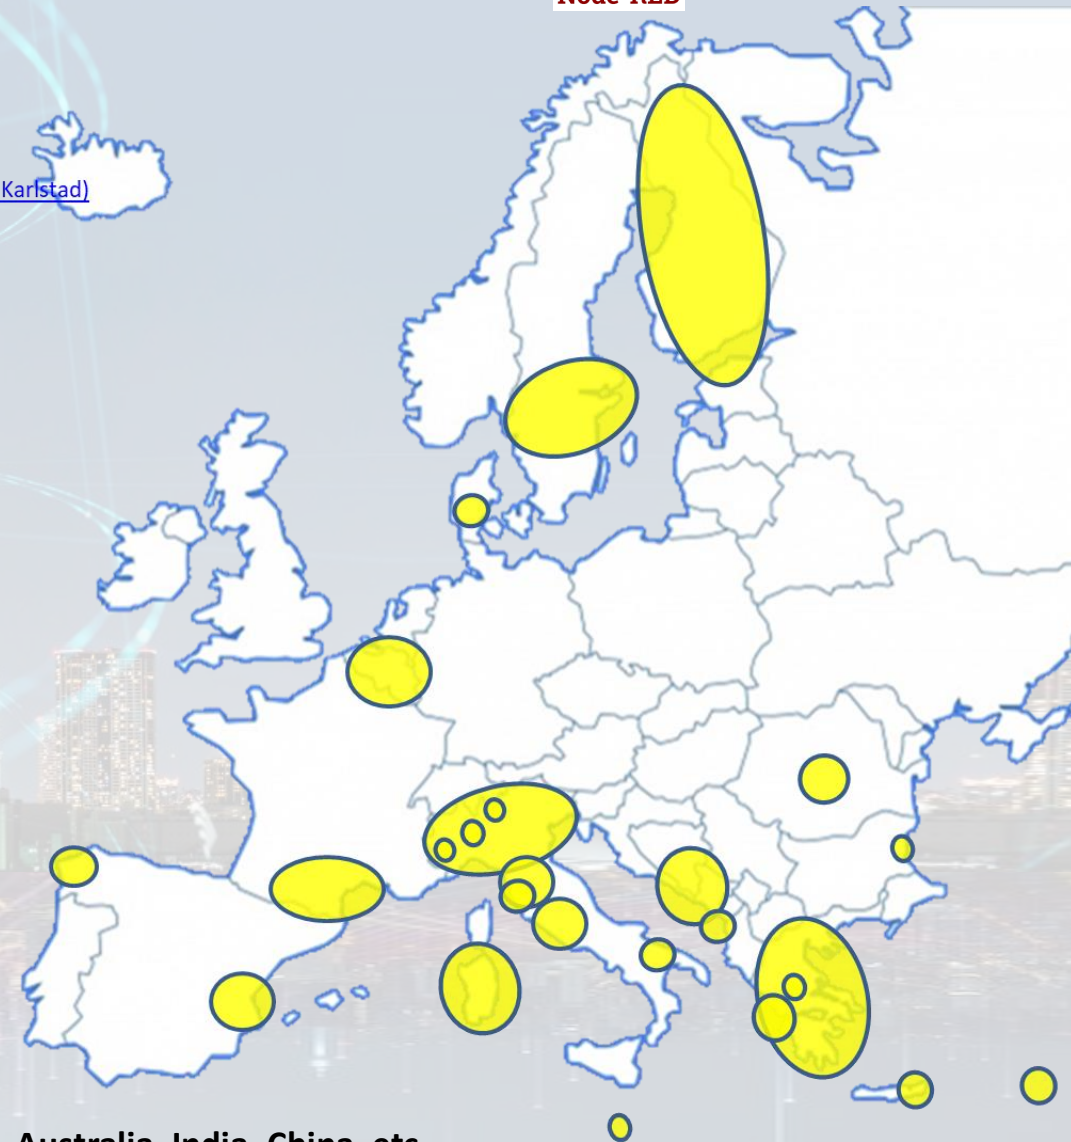 Node-RED
Karlstad)
Australia, India, China, etc.